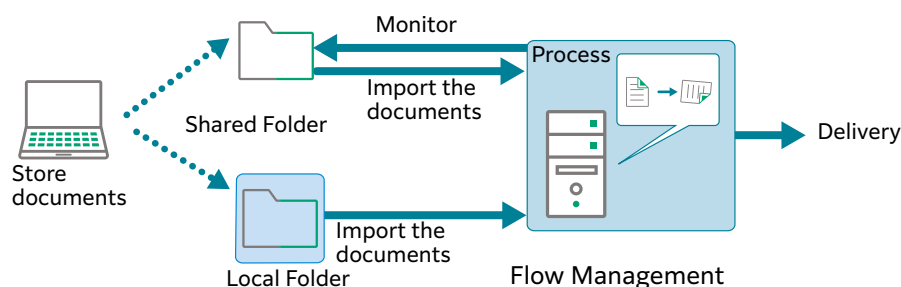 Monitor
Process
Import the
documents
Shared Folder
Delivery
Store
documents
Import the
documents
Local Folder
Flow Management